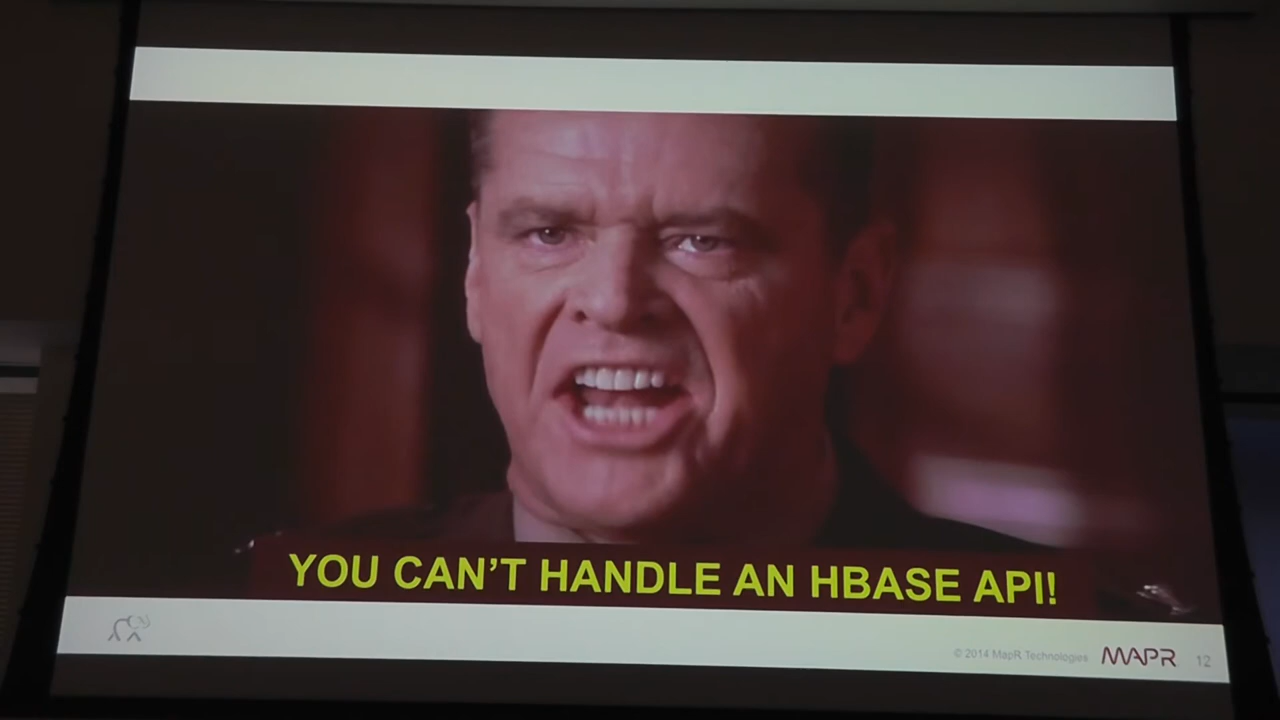 YOU CAN'T HANDLE AN HBASE API!
© 2014 MapR Technologies MAPR 12